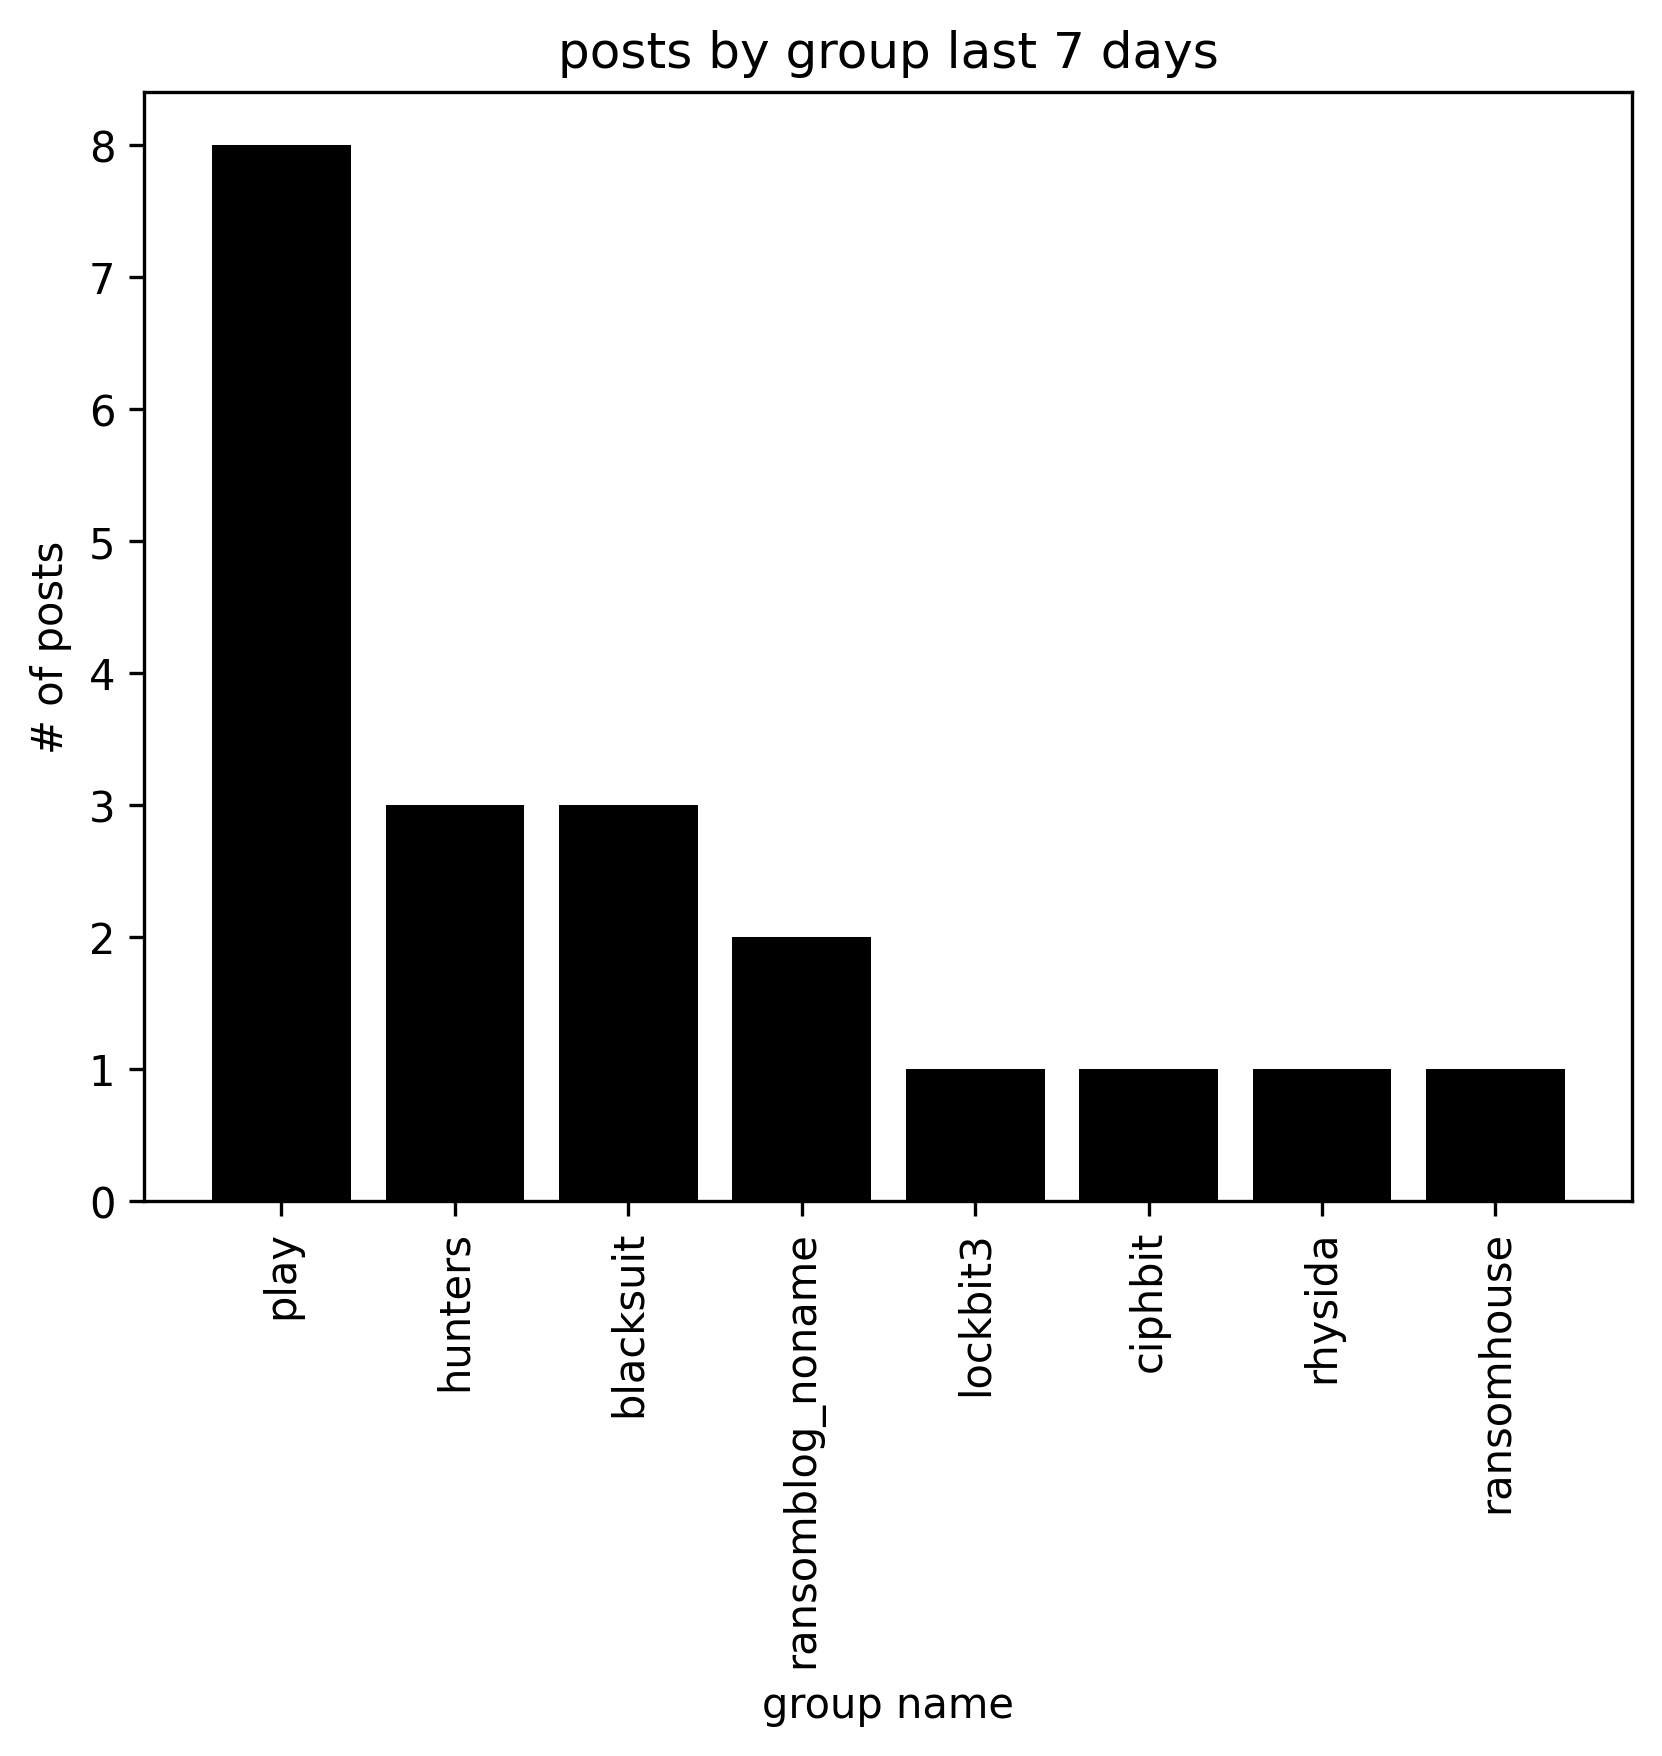 posts by group last 7 days
8
7
6
5
4
3
2
1
0
# of posts
play
hunters
blacksuit
ransomblog_noname
lockbit3
ciphbit
rhysida
ransomhouse
group name